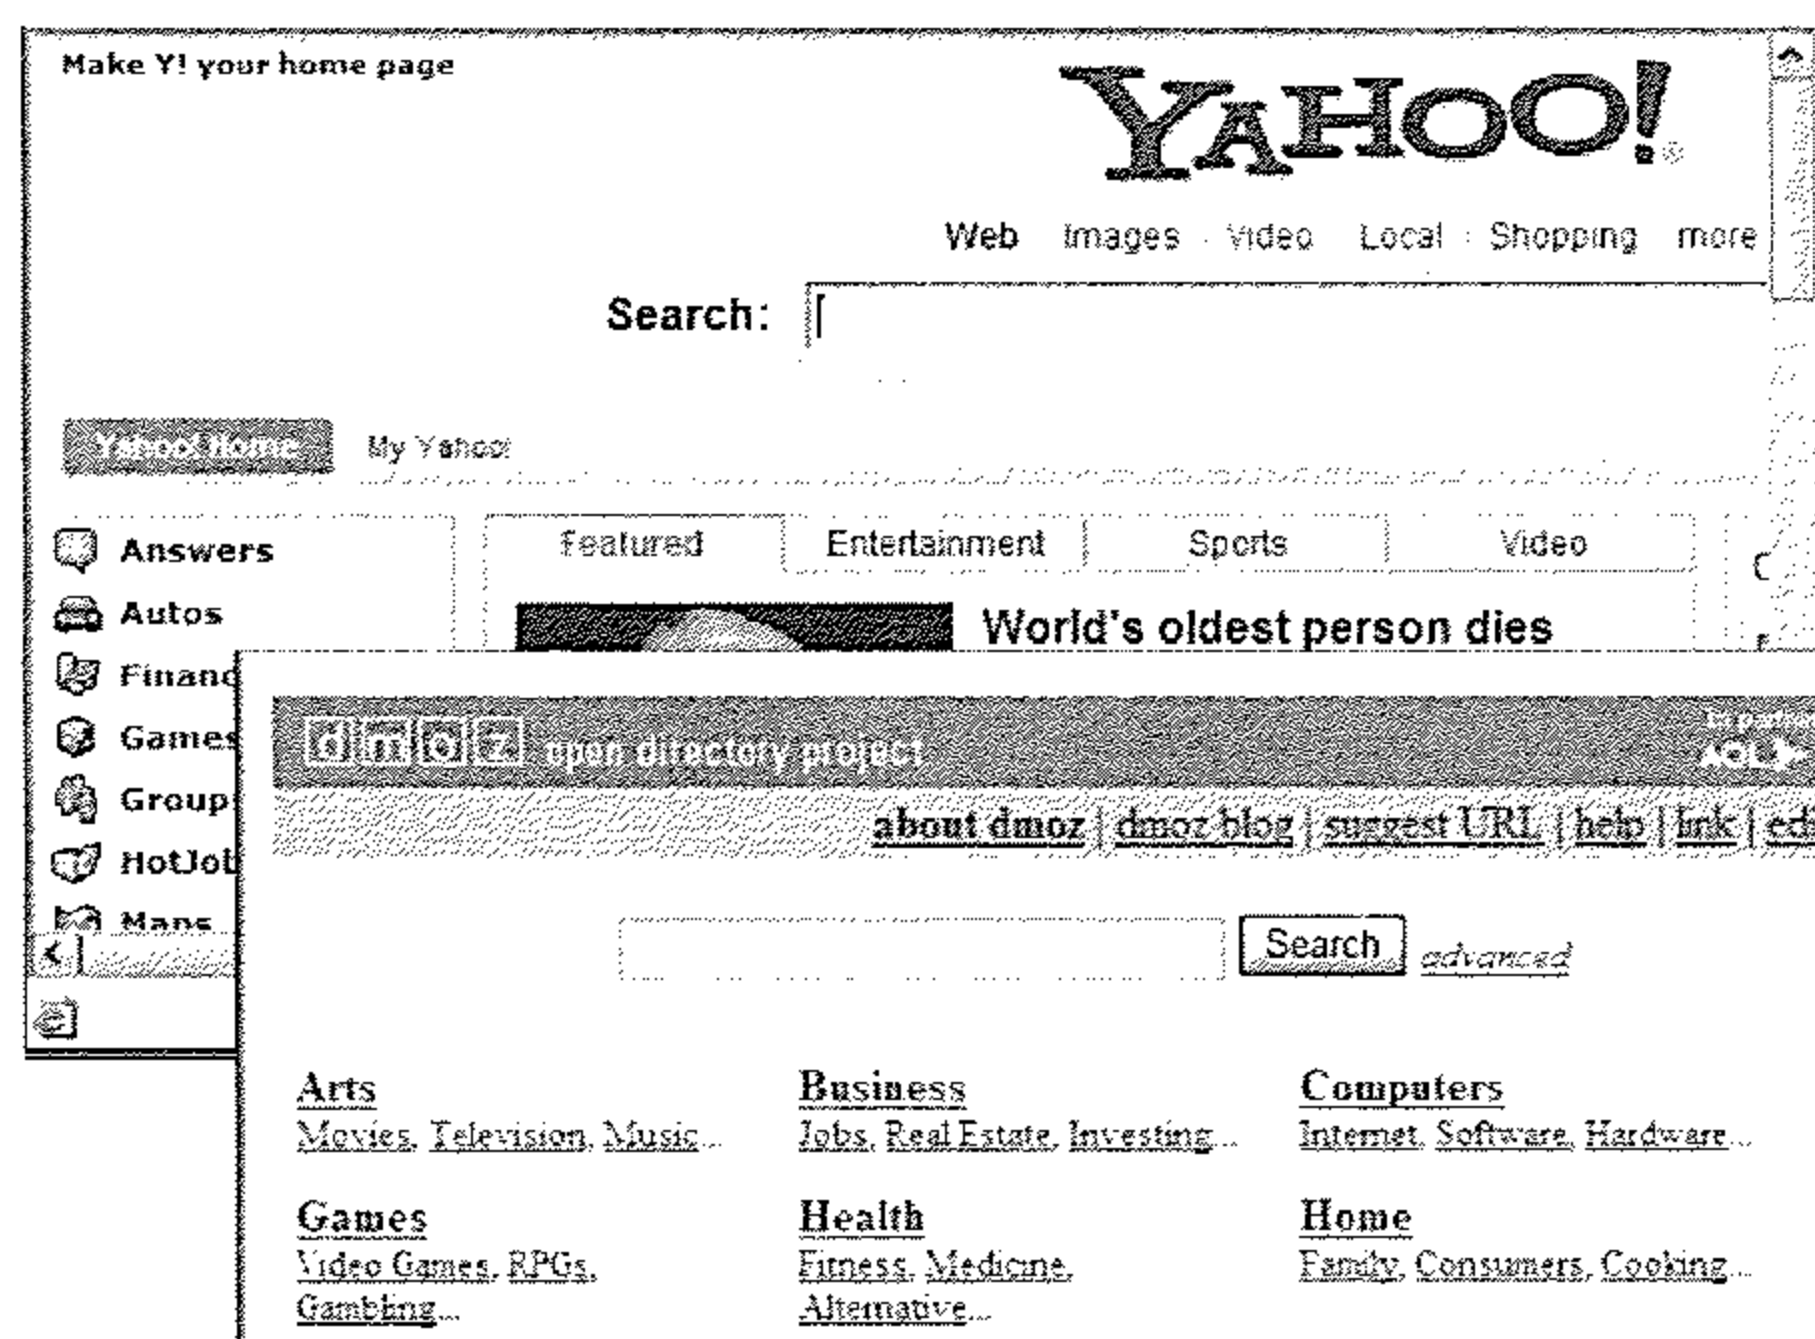 Make Y! your home page
YAHOO!
Web Images Video Local Shopping more
Search:
Yahoo! Home My Yahoo!
Answers
Featured Entertainment Sports Video
Autos
World's oldest person dies
Financ
Games
Group
HotJob
Maps
dmoz open directory project
AOL
about dmoz | dmoz blog | suggest URL | help | link | edi
Search advanced
Arts Business Computers
Movies, Television, Music... Jobs, Real Estate, Investing... Internet, Software, Hardware...
Games Health Home
Video Games, RPGs, Fitness, Medicine, Family, Consumers, Cooking...
Gambling... Alternative...